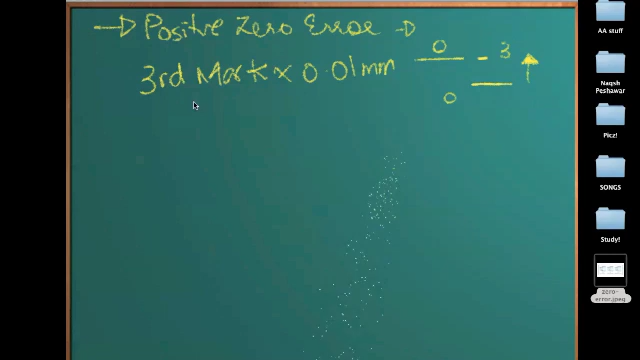 → Positive Zero Error →
3rd Mark x 0.01mm
0 - 3
0
AA stuff
Naqsh
Peshawar
Picz!
SONGS
Study!
zero-
error.jpeg